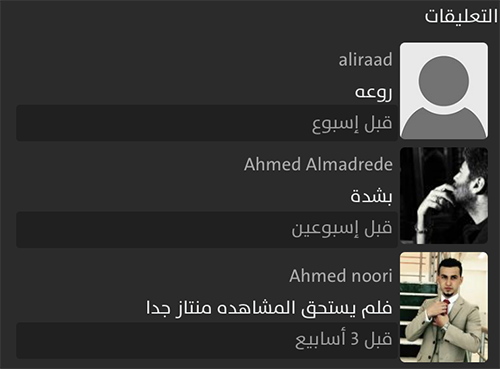 التعليقات
aliraad
روعه
قبل إسبوع
Ahmed Almadrede
بشدة
قبل إسبوعين
Ahmed noori
فلم يستحق المشاهده منتاز جدا
قبل 3 أسابيع